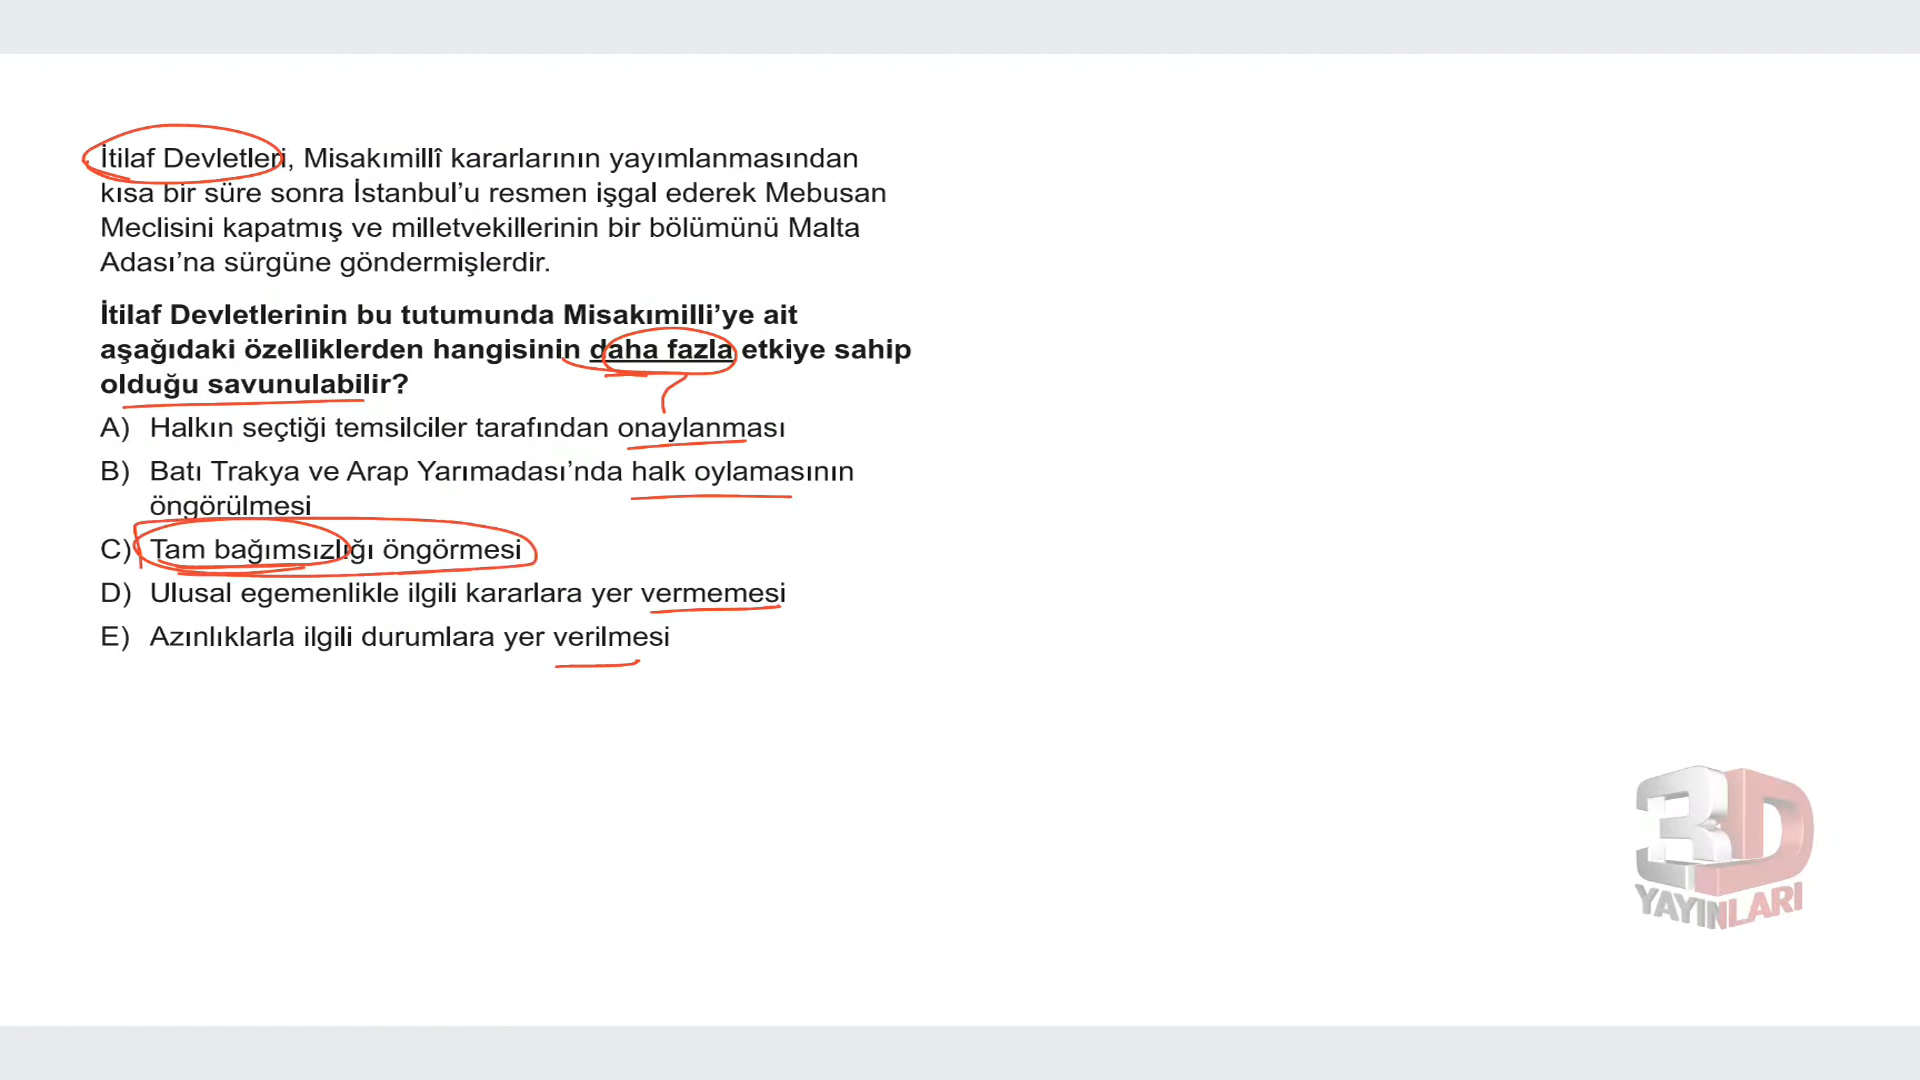 İtilaf Devletleri, Misakımillî kararlarının yayımlanmasından
kısa bir süre sonra İstanbul’u resmen işgal ederek Mebusan
Meclisini kapatmış ve milletvekillerinin bir bölümünü Malta
Adası’na sürgüne göndermişlerdir.
İtilaf Devletlerinin bu tutumunda Misakımilli’ye ait
aşağıdaki özelliklerden hangisinin daha fazla etkiye sahip
olduğu savunulabilir?
A) Halkın seçtiği temsilciler tarafından onaylanması
B) Batı Trakya ve Arap Yarımadası’nda halk oylamasının
öngörülmesi
C) Tam bağımsızlığı öngörmesi
D) Ulusal egemenlikle ilgili kararlara yer vermemesi
E) Azınlıklarla ilgili durumlara yer verilmesi
3D
YAYINLARI